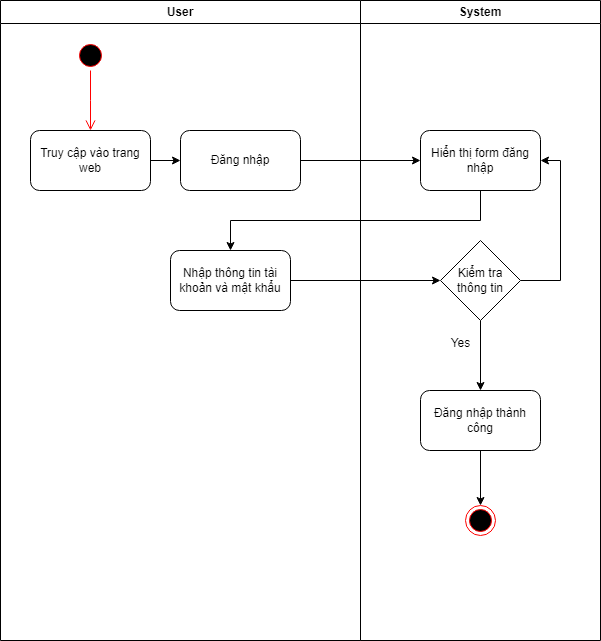 User
System
Truy cập vào trang
web
Đăng nhập
Hiển thị form đăng
nhập
Nhập thông tin tài
khoản và mật khẩu
Kiểm tra
thông tin
Yes
Đăng nhập thành
công